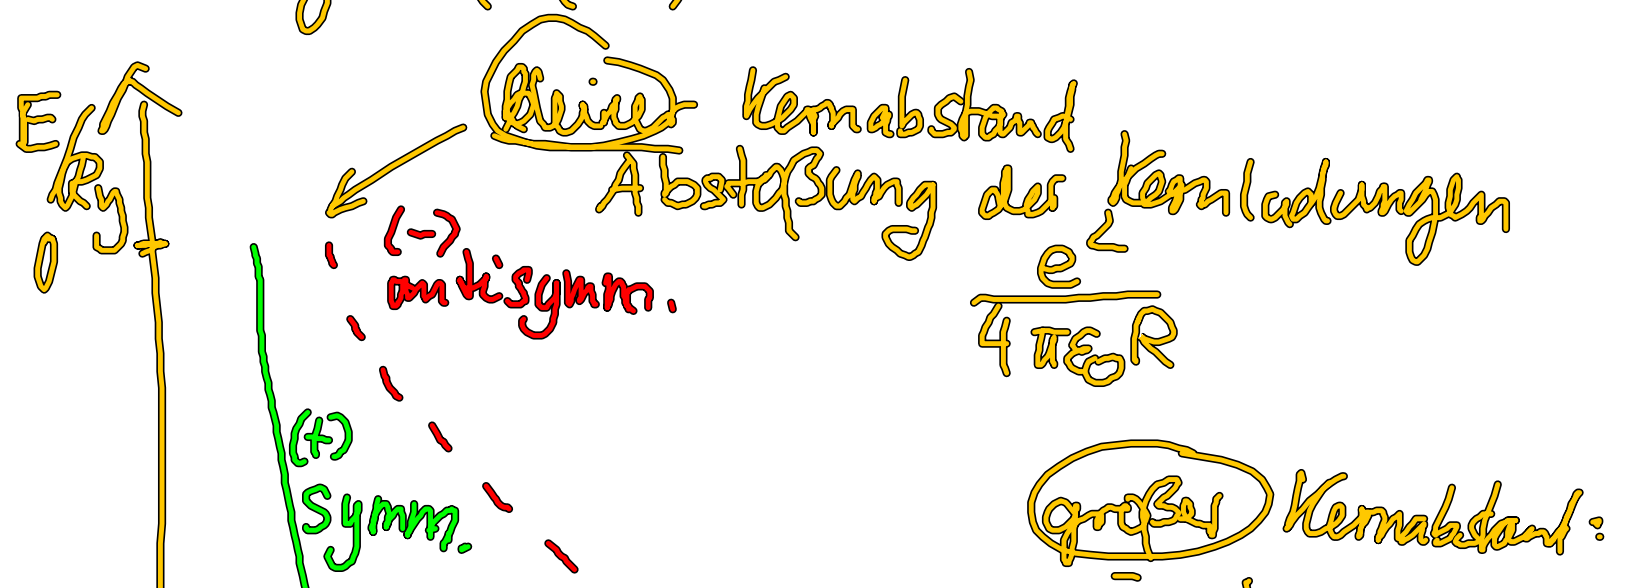 kleiner Kernabstand
E/Ry
Abstoßung der Kernladungen
0
(-)
antisymm.
e²
4πε₀R
(+)
symm.
großer Kernabstand: